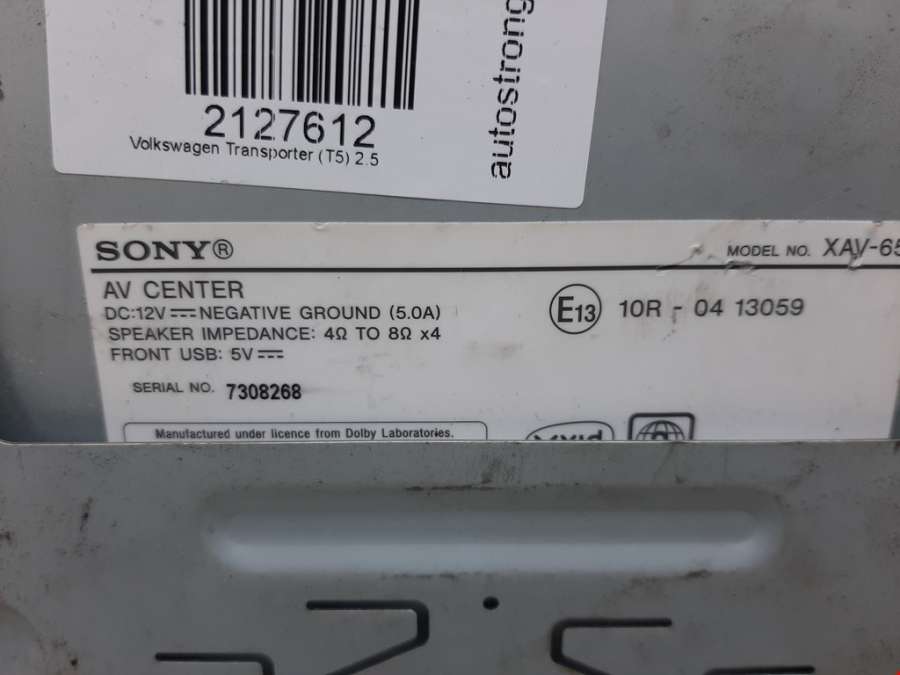 2127612
Volkswagen Transporter (T5) 2.5
autostrong
SONY®
MODEL NO. XAV-65
AV CENTER
DC:12V⎓NEGATIVE GROUND (5.0A)
SPEAKER IMPEDANCE: 4Ω TO 8Ω x4
FRONT USB: 5V⎓
E13 10R - 04 13059
SERIAL NO. 7308268
Manufactured under licence from Dolby Laboratories.